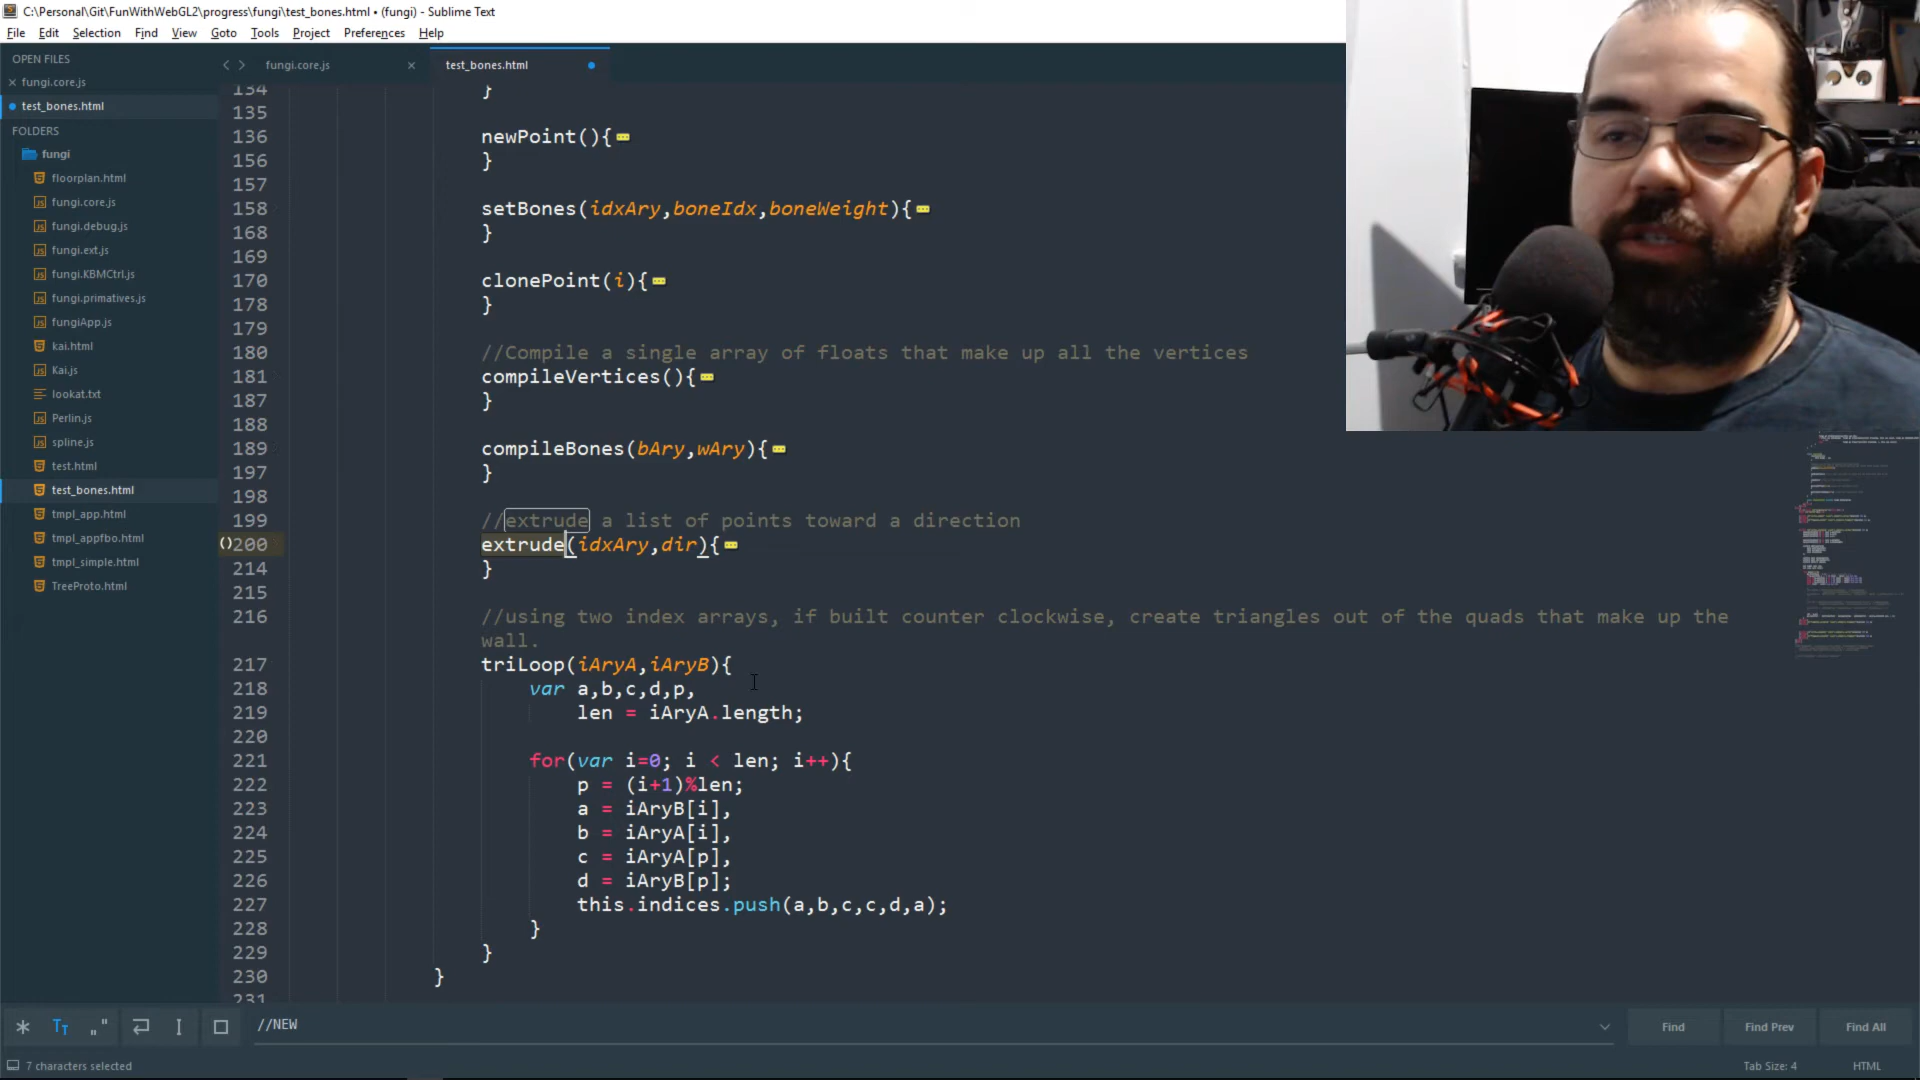 C:\Personal\Git\FunWithWebGL2\progress\fungi\test_bones.html • (fungi) - Sublime Text
File Edit Selection Find View Goto Tools Project Preferences Help
OPEN FILES
fungi.core.js
test_bones.html
FOLDERS
fungi
floorplan.html
fungi.core.js
fungi.debug.js
fungi.ext.js
fungi.KBMCtrl.js
fungi.primatives.js
fungiApp.js
kai.html
Kai.js
lookat.txt
Perlin.js
spline.js
test.html
test_bones.html
tmpl_app.html
tmpl_appfbo.html
tmpl_simple.html
TreeProto.html
fungi.core.js
test_bones.html
134 }
135
136 newPoint(){
156 }
157
158 setBones(idxAry,boneIdx,boneWeight){
168 }
169
170 clonePoint(i){
178 }
179
180 //Compile a single array of floats that make up all the vertices
181 compileVertices(){
187 }
188
189 compileBones(bAry,wAry){
197 }
198
199 //extrude a list of points toward a direction
200 extrude(idxAry,dir){
214 }
215
216 //using two index arrays, if built counter clockwise, create triangles out of the quads that make up the
wall.
217 triLoop(iAryA,iAryB){
218 var a,b,c,d,p,
219 len = iAryA.length;
220
221 for(var i=0; i < len; i++){
222 p = (i+1)%len;
223 a = iAryB[i],
224 b = iAryA[i],
225 c = iAryA[p],
226 d = iAryB[p];
227 this.indices.push(a,b,c,c,d,a);
228 }
229 }
230 }
231
//NEW
Find Find Prev Find All
7 characters selected
Tab Size: 4 HTML